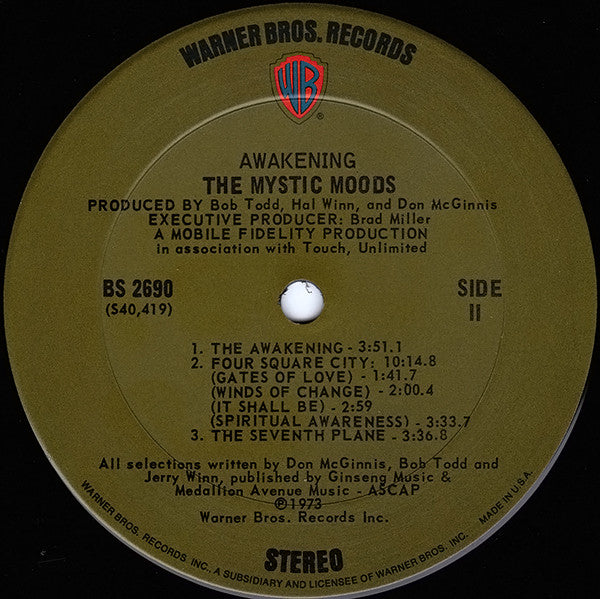 WARNER BROS. RECORDS
WB
®
AWAKENING
THE MYSTIC MOODS
PRODUCED BY Bob Todd, Hal Winn, and Don McGinnis
EXECUTIVE PRODUCER: Brad Miller
A MOBILE FIDELITY PRODUCTION
in association with Touch, Unlimited
BS 2690
(S40,419)
SIDE
II
1. THE AWAKENING - 3:51.1
2. FOUR SQUARE CITY: 10:14.8
(GATES OF LOVE) - 1:41.7
(WINDS OF CHANGE) - 2:00.4
(IT SHALL BE) - 2:59
(SPIRITUAL AWARENESS) - 3:33.7
3. THE SEVENTH PLANE - 3:36.8
All selections written by Don McGinnis, Bob Todd and
Jerry Winn, published by Ginseng Music &
Medallion Avenue Music - ASCAP
℗1973
Warner Bros. Records Inc.
STEREO
WARNER BROS. RECORDS INC., A SUBSIDIARY AND LICENSEE OF WARNER BROS. INC. MADE IN U.S.A.